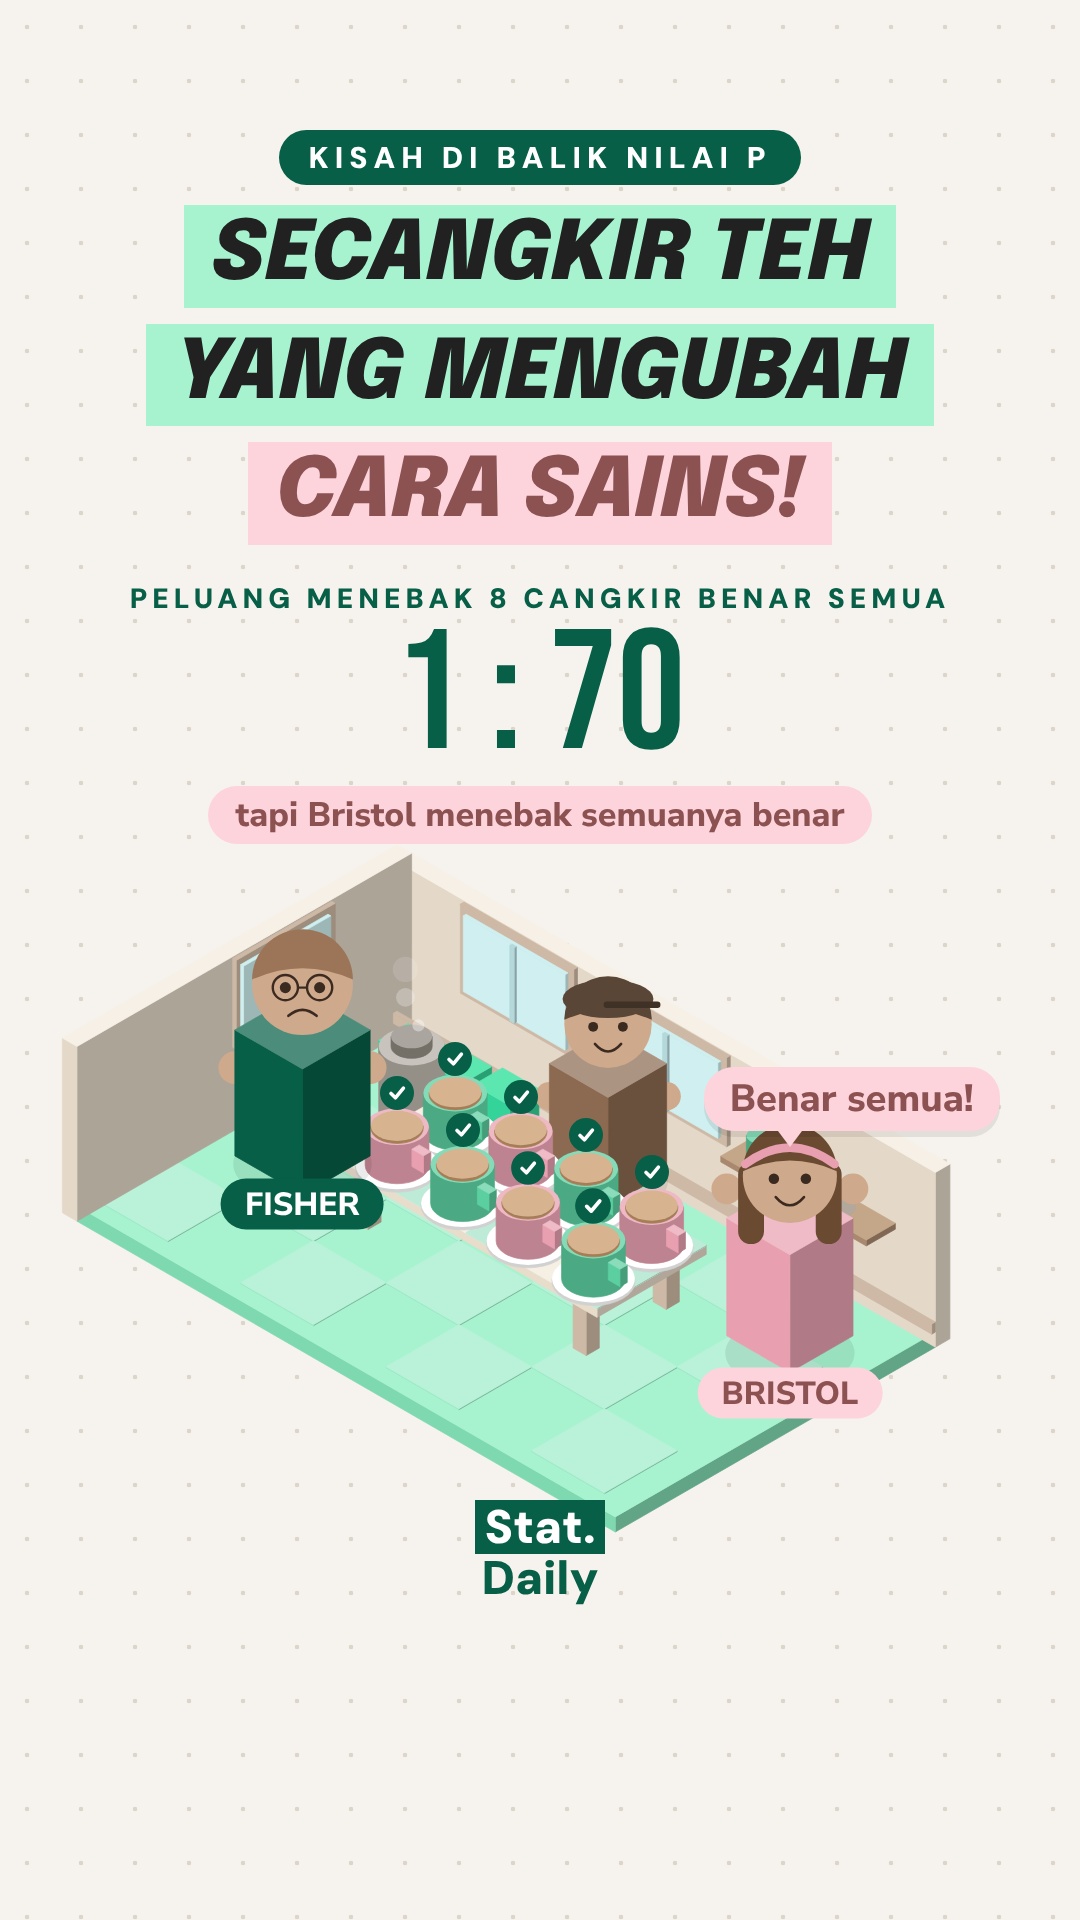 KISAH DI BALIK NILAI P
SECANGKIR TEH
YANG MENGUBAH
CARA SAINS!
PELUANG MENEBAK 8 CANGKIR BENAR SEMUA
1 : 70
tapi Bristol menebak semuanya benar
Benar semua!
FISHER
BRISTOL
Stat.
Daily